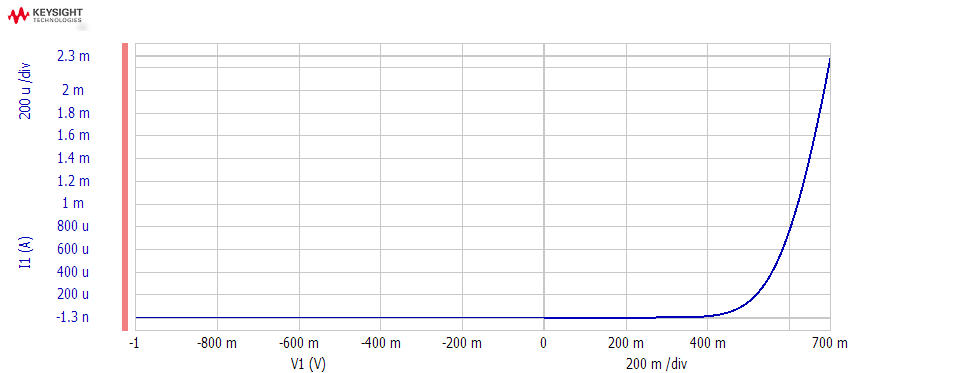 KEYSIGHT
TECHNOLOGIES
200 u /div
I1 (A)
2.3 m
2 m
1.8 m
1.6 m
1.4 m
1.2 m
1 m
800 u
600 u
400 u
200 u
-1.3 n
-1 -800 m -600 m -400 m -200 m 0 200 m 400 m 700 m
V1 (V) 200 m /div